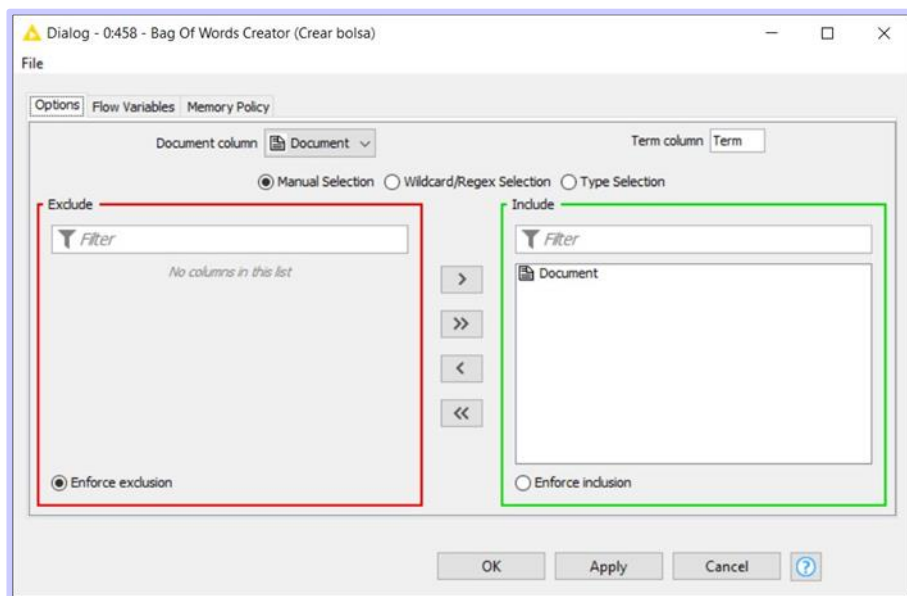 Dialog - 0:458 - Bag Of Words Creator (Crear bolsa)
File
Options Flow Variables Memory Policy
Document column Document Term column Term
Manual Selection Wildcard/Regex Selection Type Selection
Exclude Include
Filter Filter
No columns in this list Document
>
>>
<
<<
Enforce exclusion Enforce inclusion
OK Apply Cancel ?